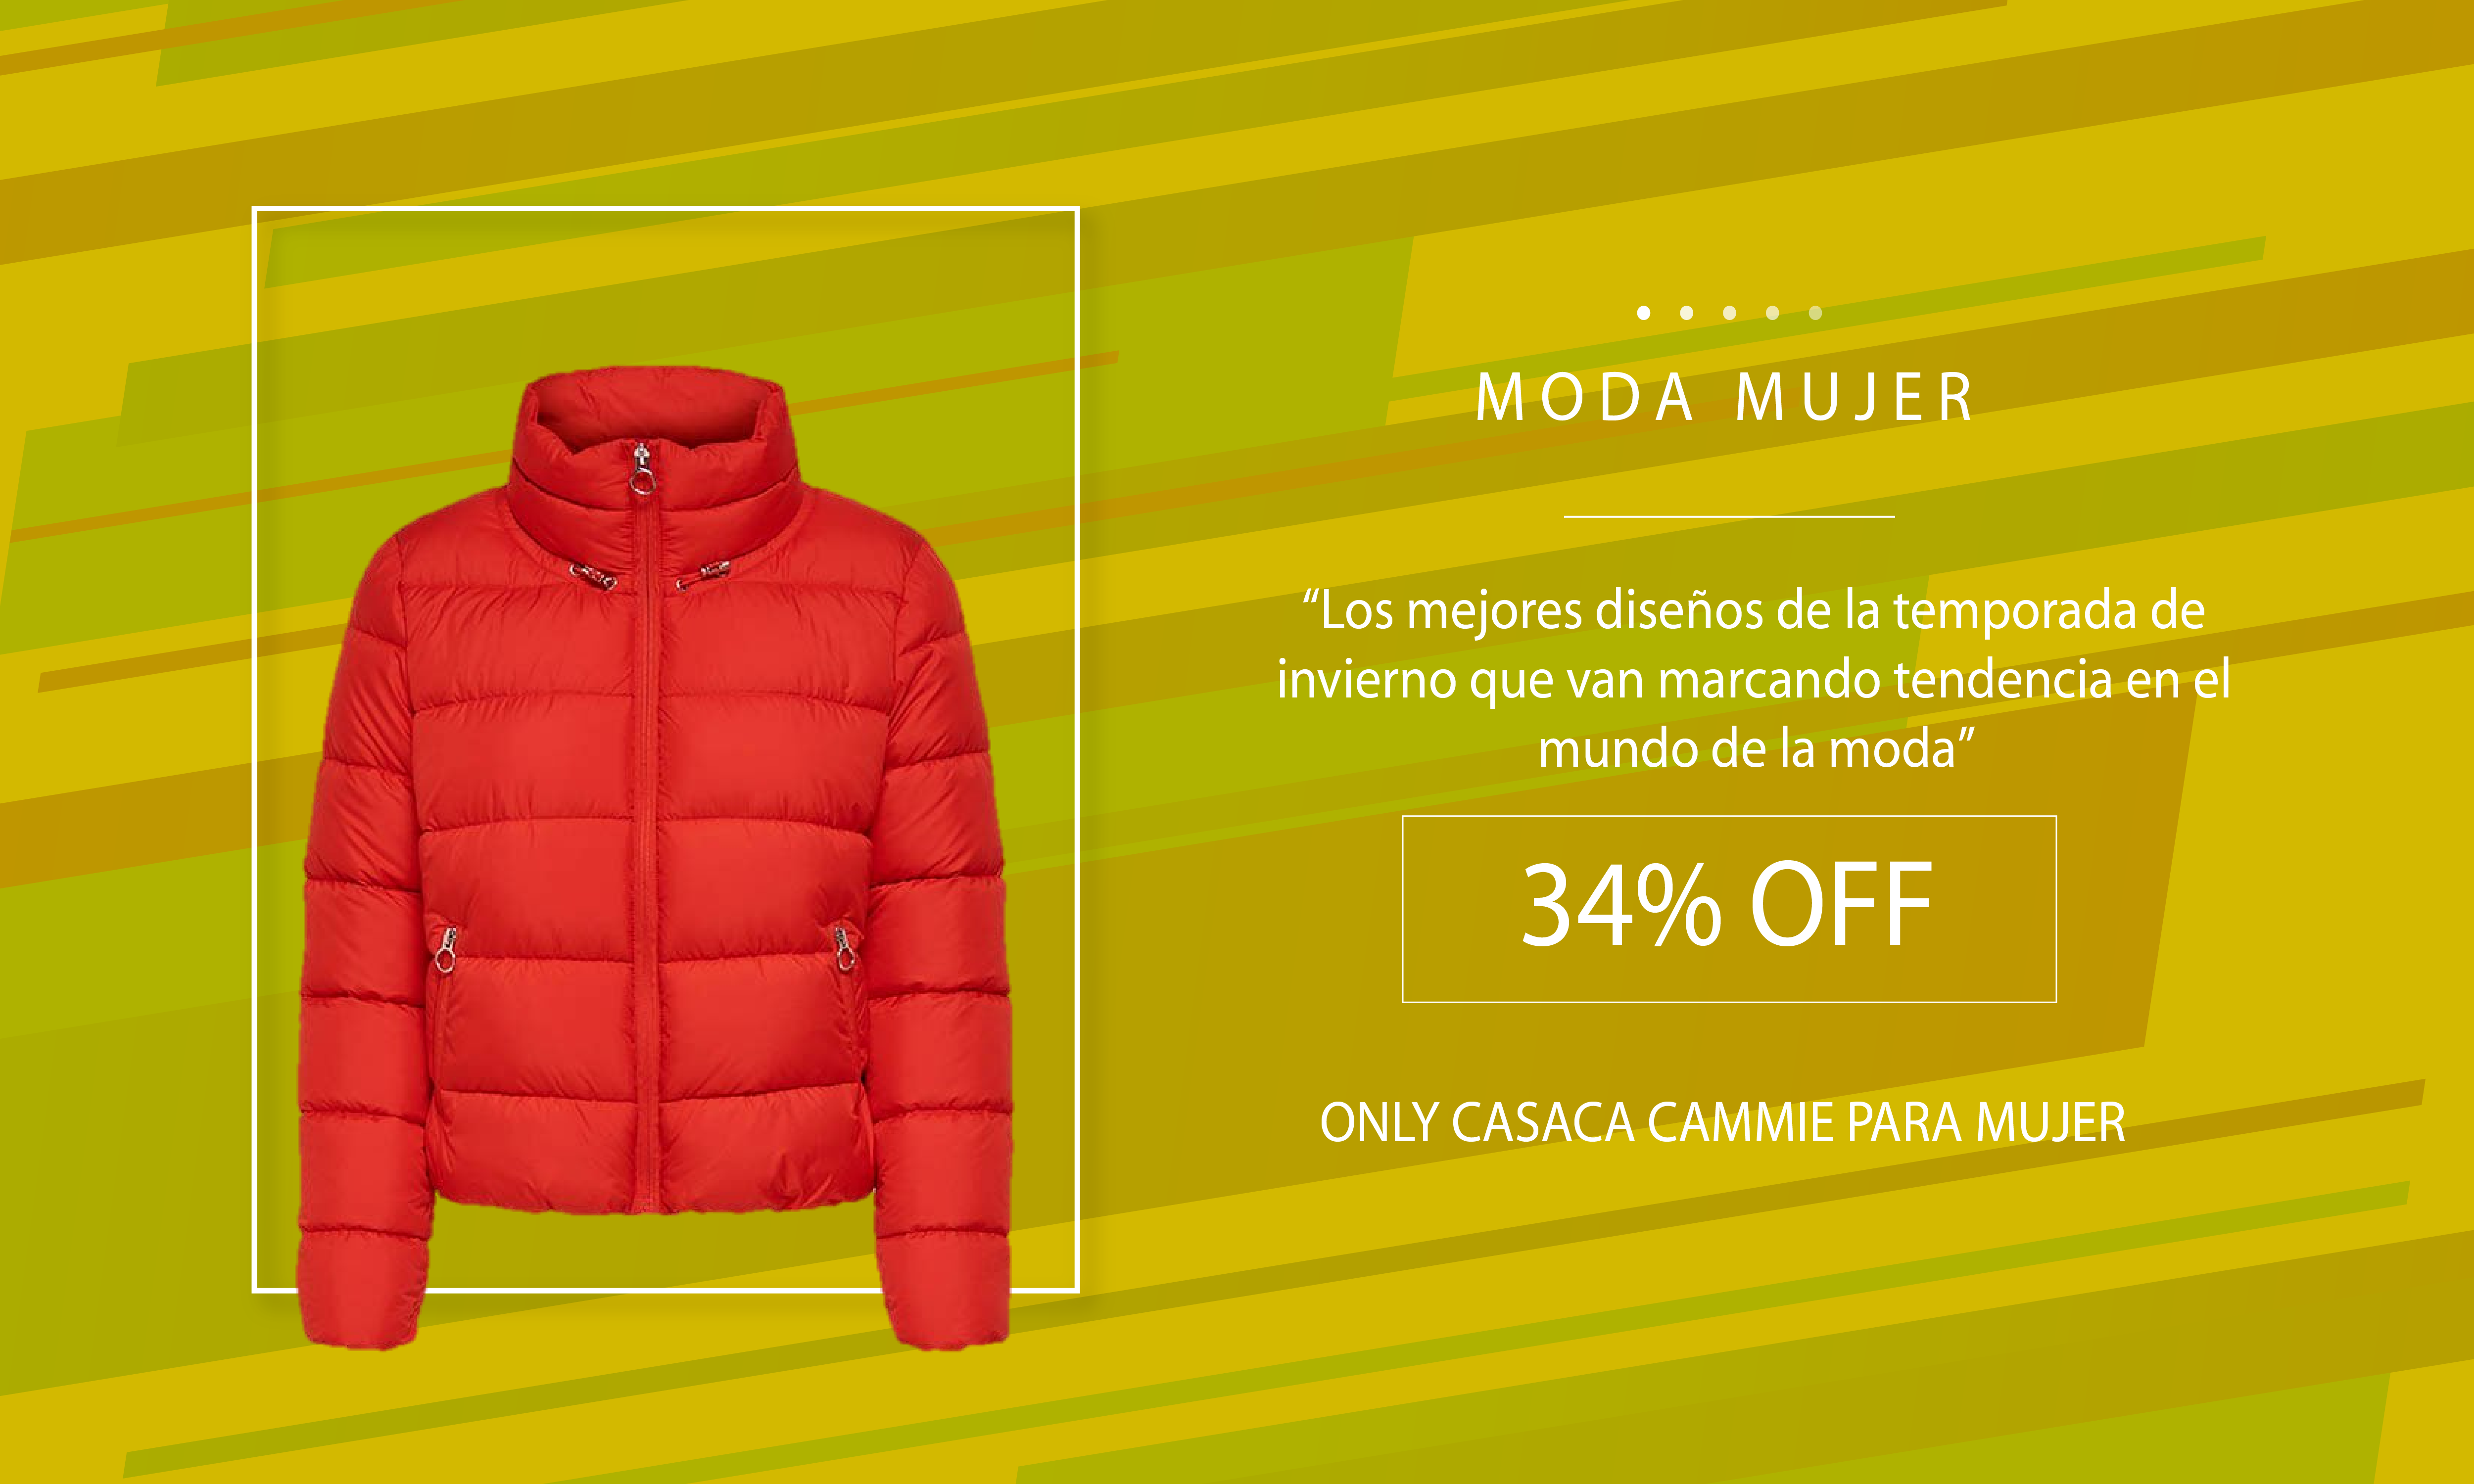 MODA MUJER
“Los mejores diseños de la temporada de
invierno que van marcando tendencia en el
mundo de la moda”
34% OFF
ONLY CASACA CAMMIE PARA MUJER